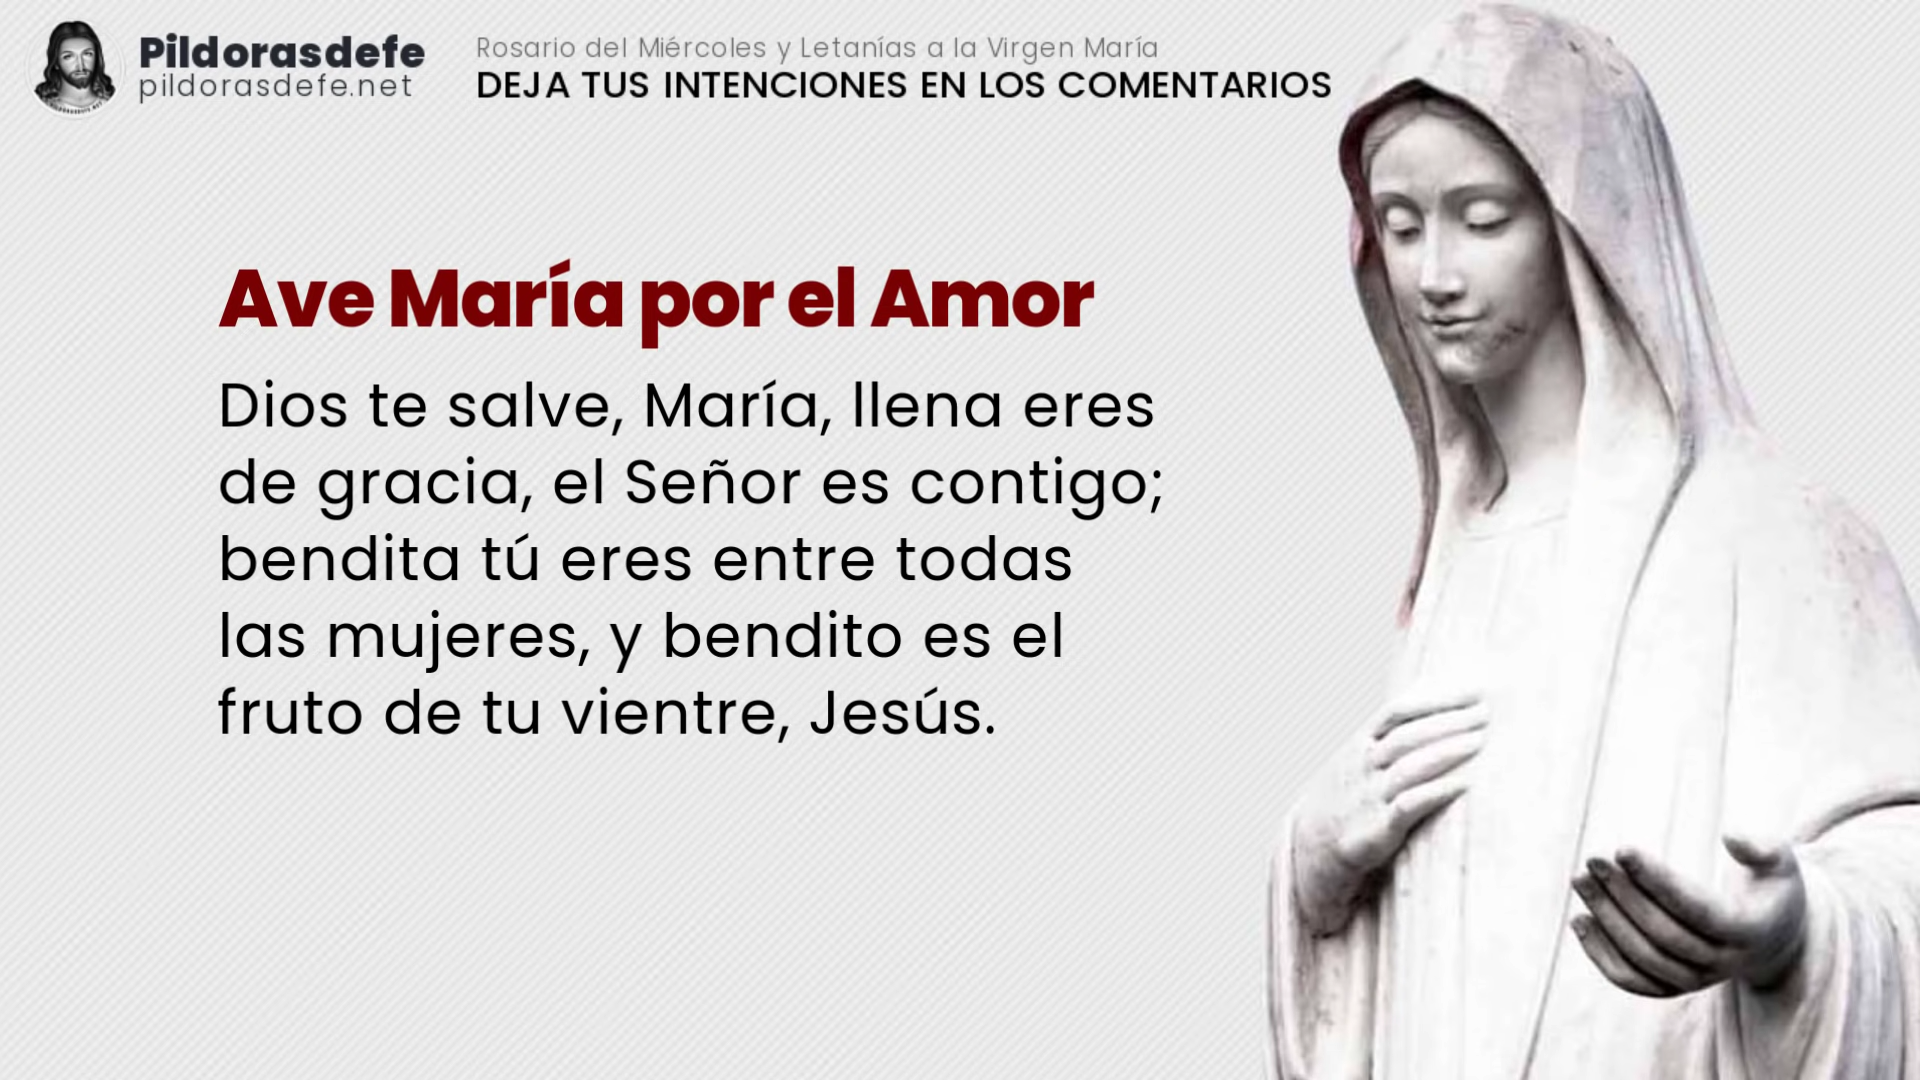 Pildorasdefe
pildorasdefe.net
Rosario del Miércoles y Letanías a la Virgen María
DEJA TUS INTENCIONES EN LOS COMENTARIOS
Ave María por el Amor
Dios te salve, María, llena eres
de gracia, el Señor es contigo;
bendita tú eres entre todas
las mujeres, y bendito es el
fruto de tu vientre, Jesús.